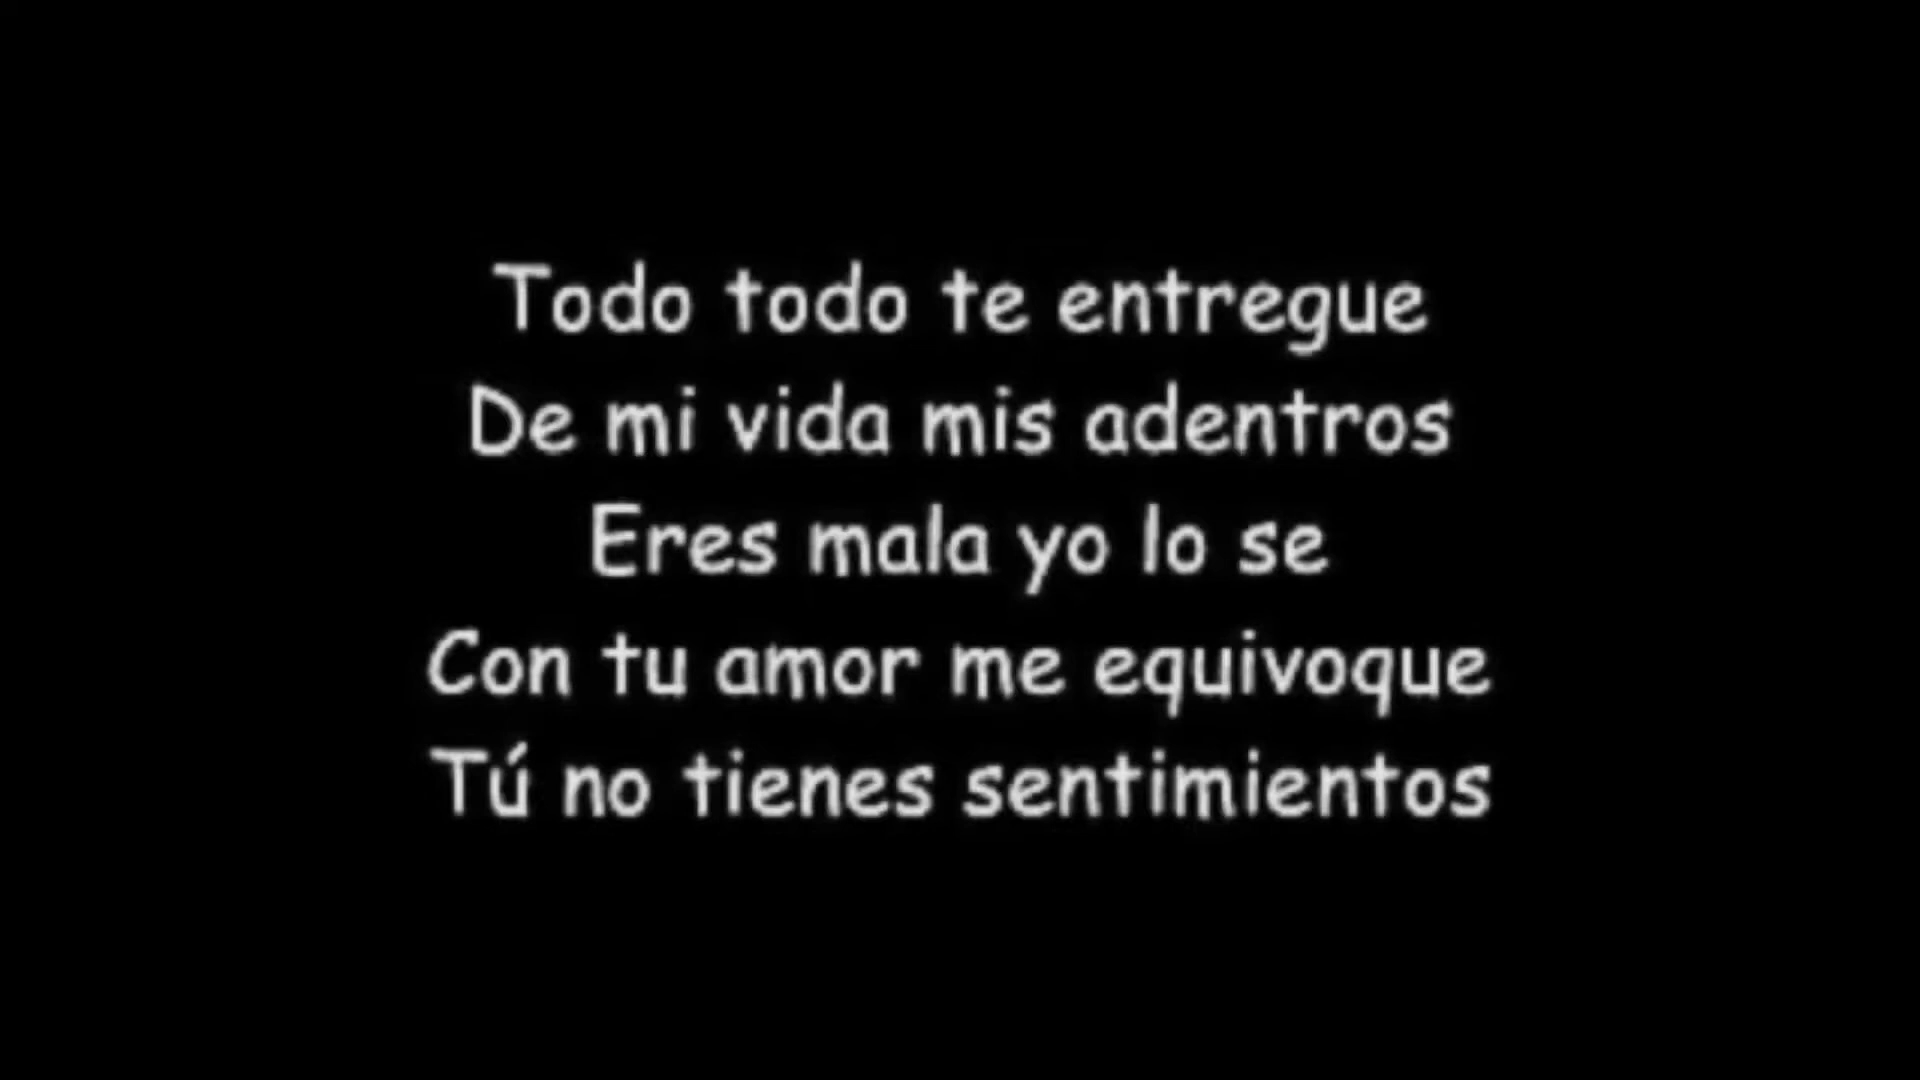 Todo todo te entregue
De mi vida mis adentros
Eres mala yo lo se
Con tu amor me equivoque
Tú no tienes sentimientos